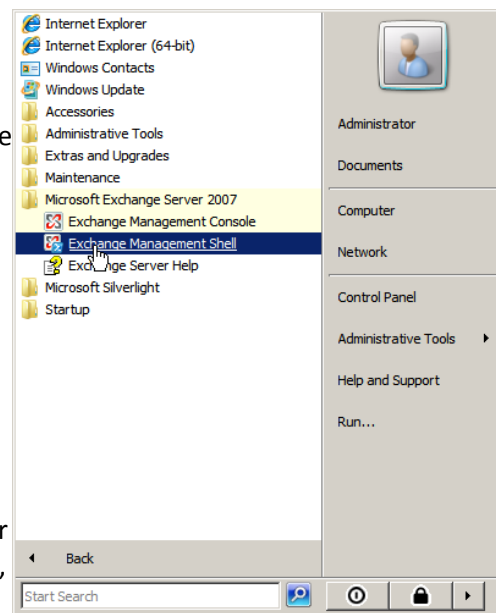 Internet Explorer
Internet Explorer (64-bit)
Windows Contacts
Windows Update
Accessories
e
Administrative Tools
Extras and Upgrades
Maintenance
Microsoft Exchange Server 2007
Exchange Management Console
Exchange Management Shell
Exchange Server Help
Microsoft Silverlight
Startup
r
Back
,
Start Search
Administrator
Documents
Computer
Network
Control Panel
Administrative Tools
Help and Support
Run...